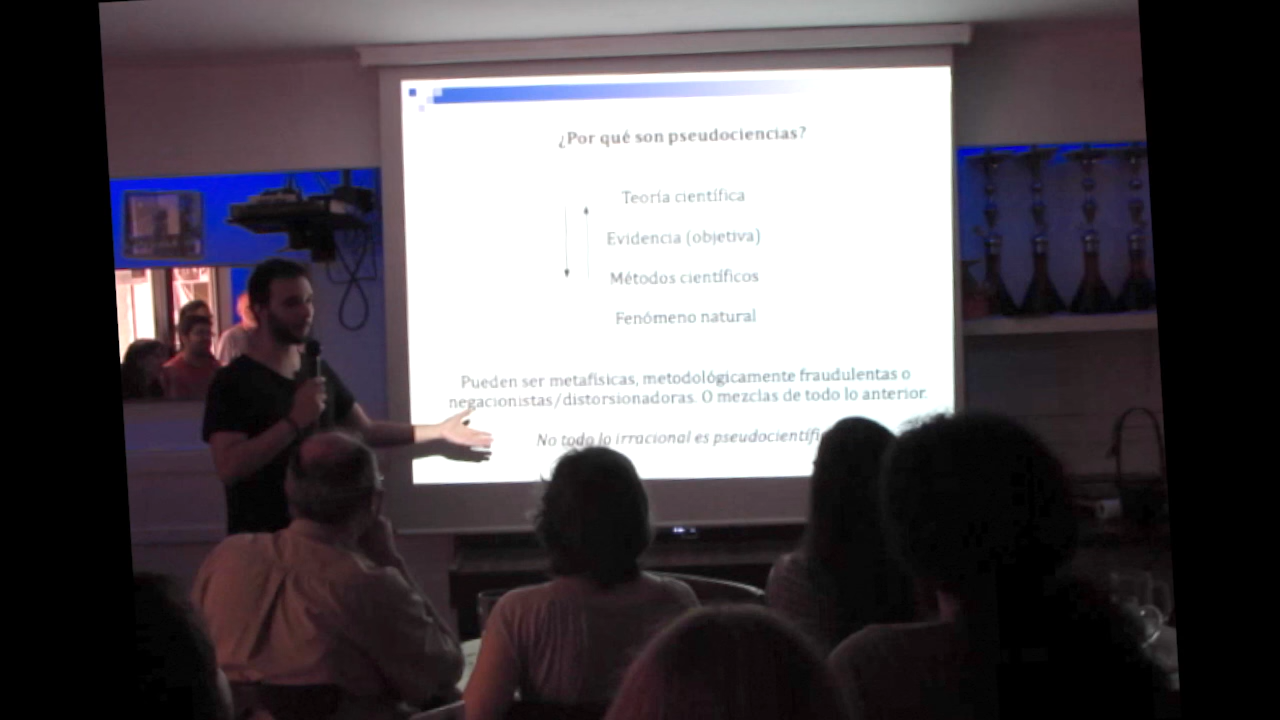 ¿Por qué son pseudociencias?
Teoría científica
Evidencia (objetiva)
Métodos científicos
Fenómeno natural
Pueden ser metafísicas, metodológicamente fraudulentas o
negacionistas/distorsionadoras. O mezclas de todo lo anterior.
No todo lo irracional es